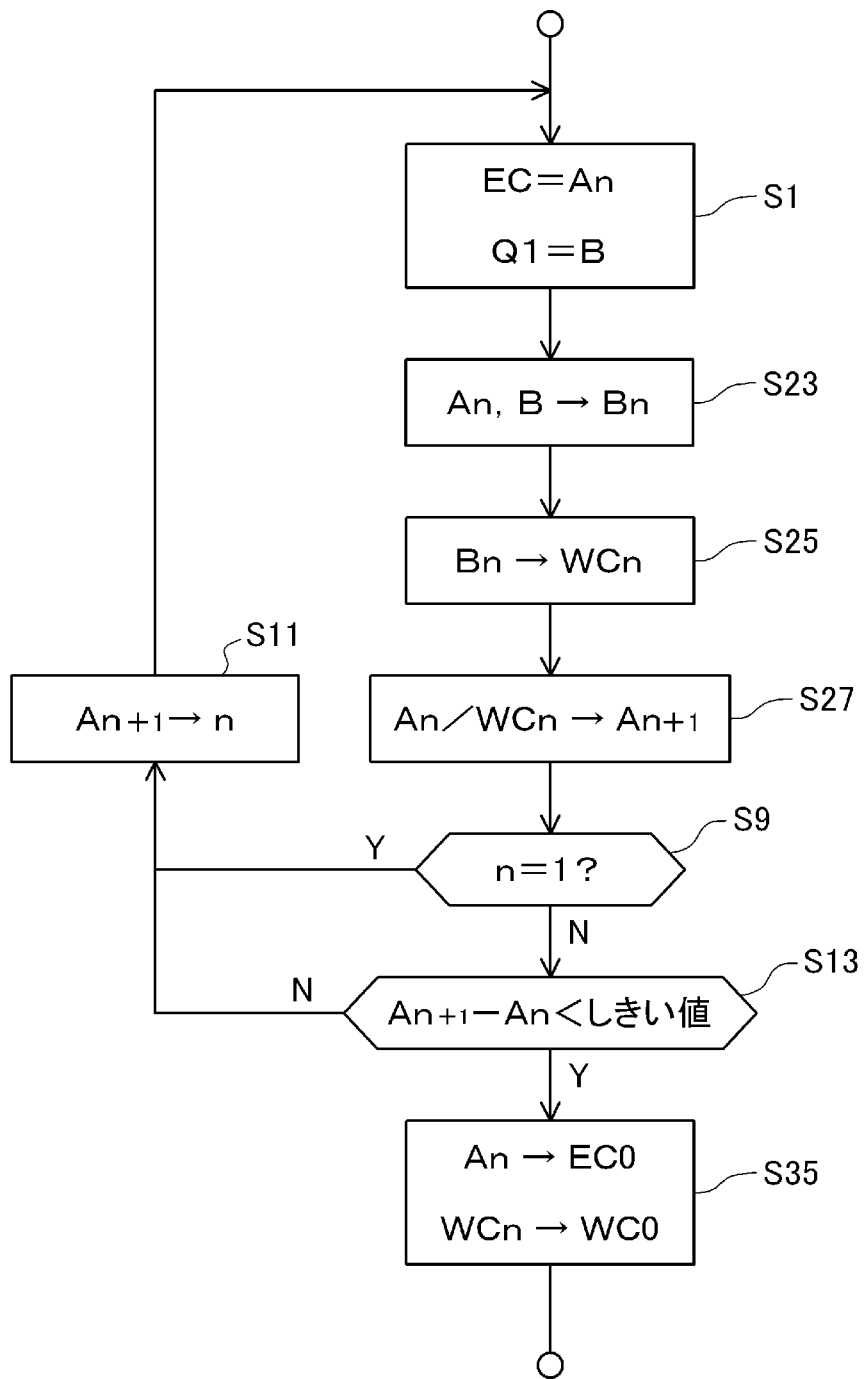 EC＝An
Q1＝B
S1
An, B → Bn
S23
Bn → WCn
S25
S11
An+1→ n
An／WCn → An+1
S27
S9
Y
n＝1？
N
S13
N
An+1－An＜しきい値
Y
An → EC0
WCn → WC0
S35